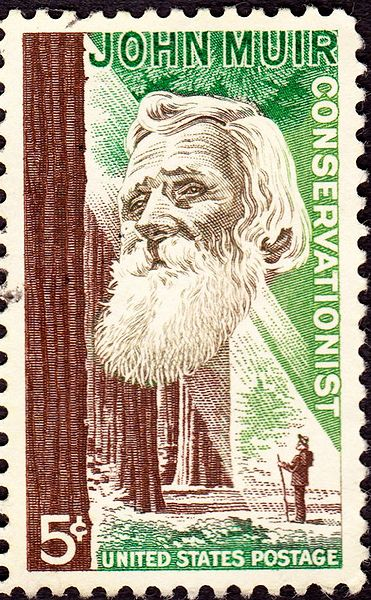 JOHN MUIR
CONSERVATIONIST
5¢
UNITED STATES POSTAGE